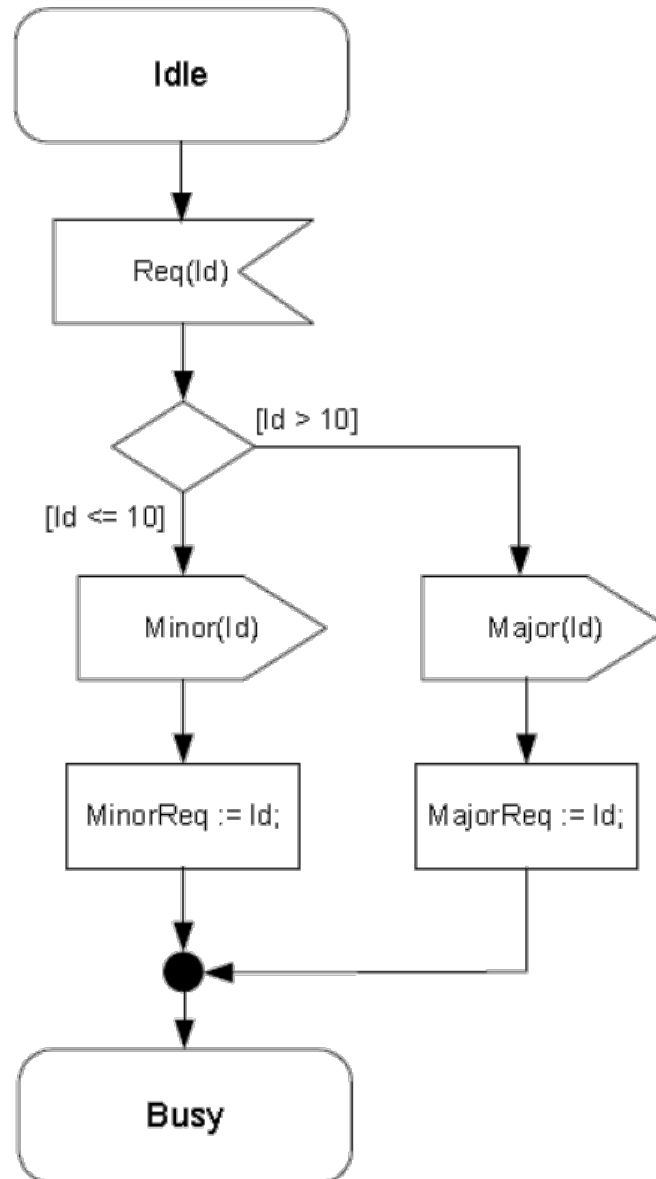 Idle
Req(Id)
[Id > 10]
[Id <= 10]
Minor(Id)
Major(Id)
MinorReq := Id;
MajorReq := Id;
Busy